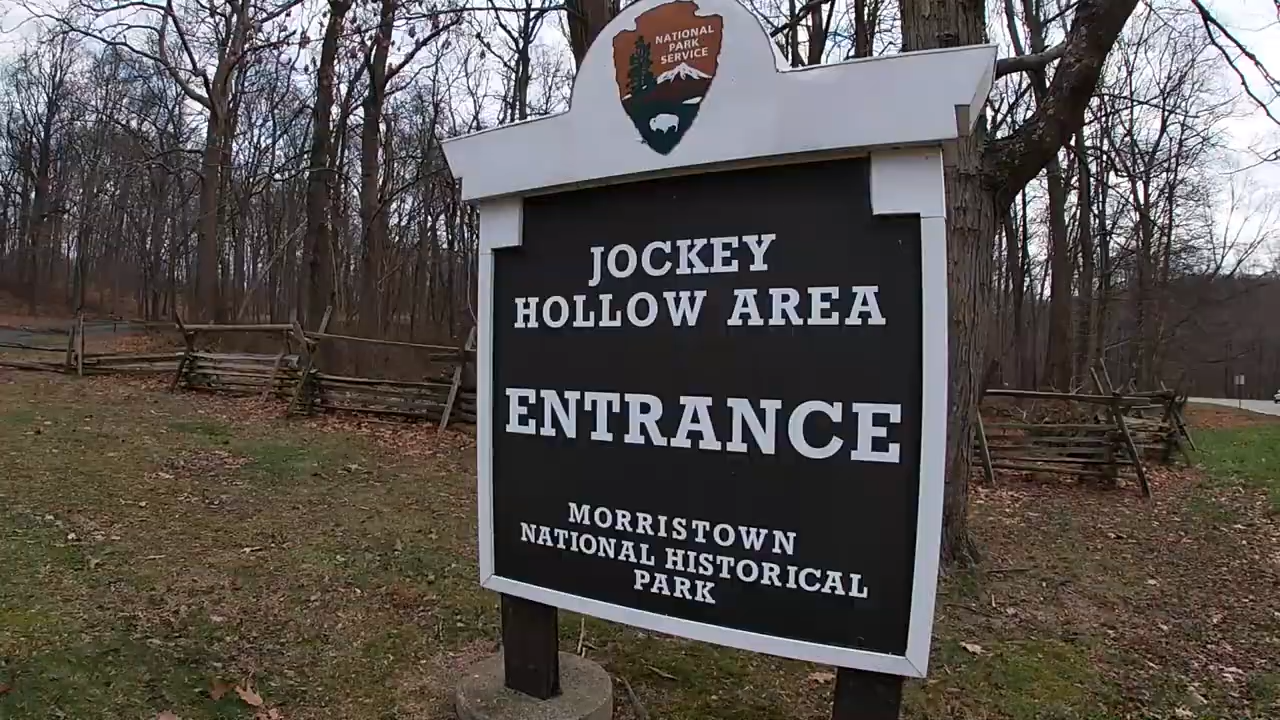 NATIONAL
PARK
SERVICE
JOCKEY
HOLLOW AREA
ENTRANCE
MORRISTOWN
NATIONAL HISTORICAL
PARK